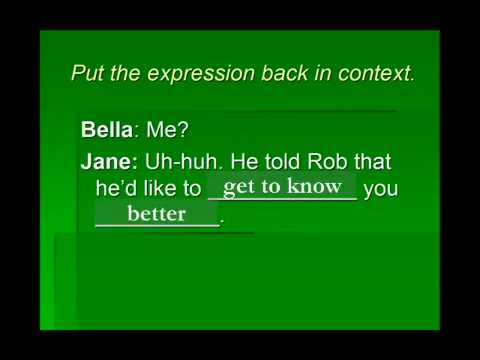 Put the expression back in context.
Bella: Me?
Jane: Uh-huh. He told Rob that
he'd like to get to know you
better.